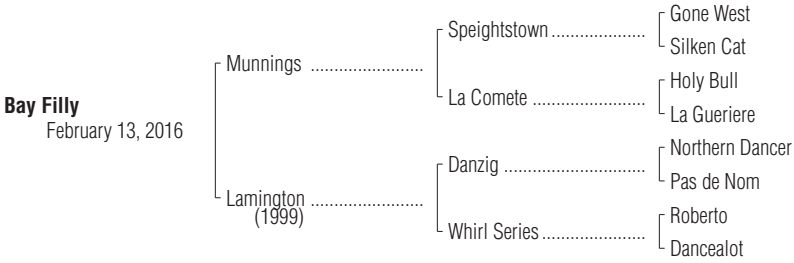 Bay Filly
February 13, 2016
Munnings ........................
Lamington ........................
(1999)
Speightstown ....................
La Comete ........................
Danzig ..............................
Whirl Series ......................
Gone West
Silken Cat
Holy Bull
La Gueriere
Northern Dancer
Pas de Nom
Roberto
Dancealot